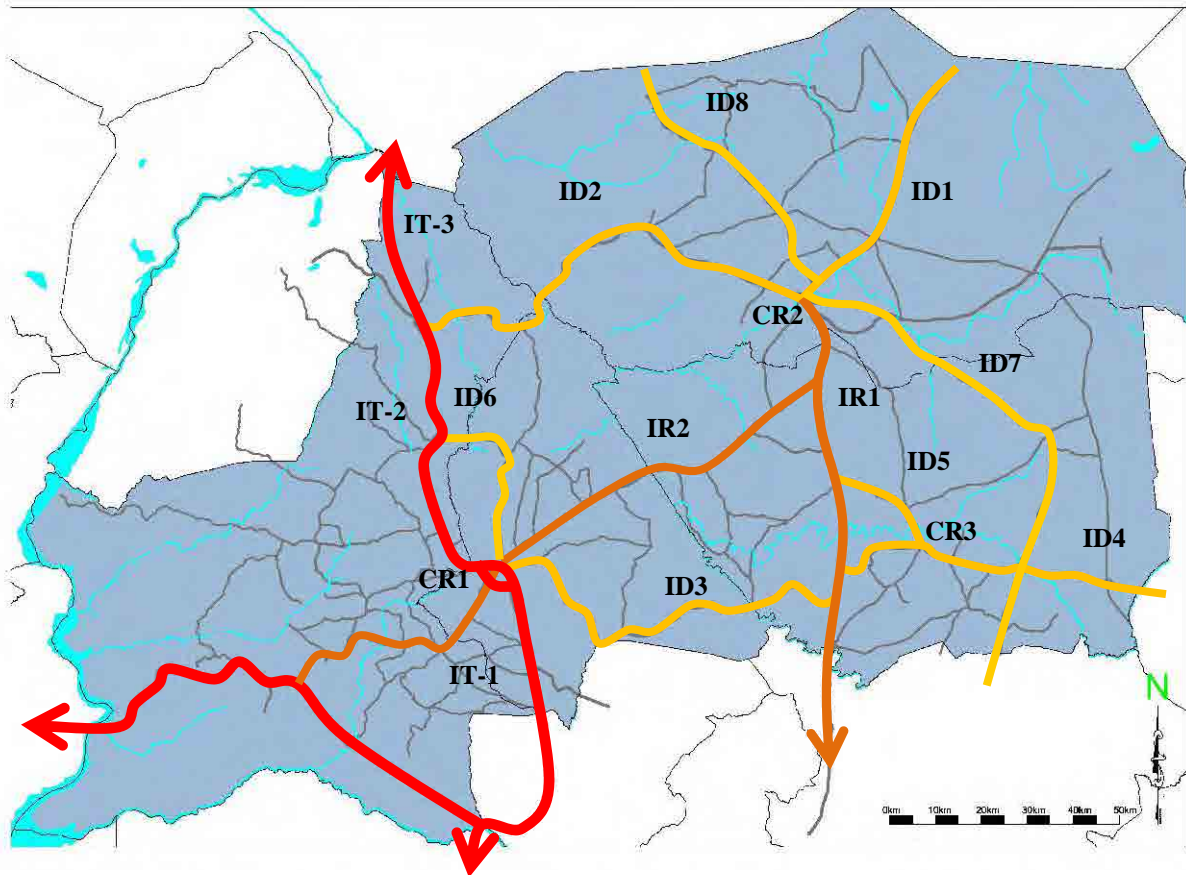 ID8
ID2
ID1
IT-3
CR2
ID7
ID6
IT-2
IR1
IR2
ID5
CR3
ID4
CR1
ID3
IT-1
N
0km 10km 20km 30km 40km 50km